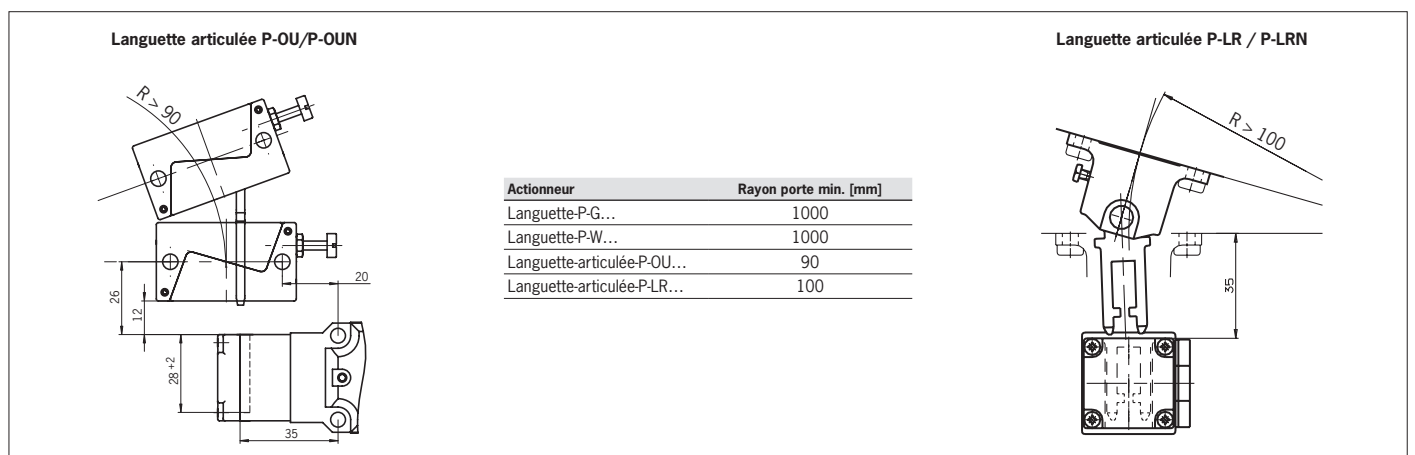 Languette articulée P-OU/P-OUN
R > 90
20
26
12
28 +2
35
Actionneur Rayon porte min. [mm]
Languette-P-G… 1000
Languette-P-W… 1000
Languette-articulée-P-OU… 90
Languette-articulée-P-LR… 100
Languette articulée P-LR / P-LRN
R > 100
35